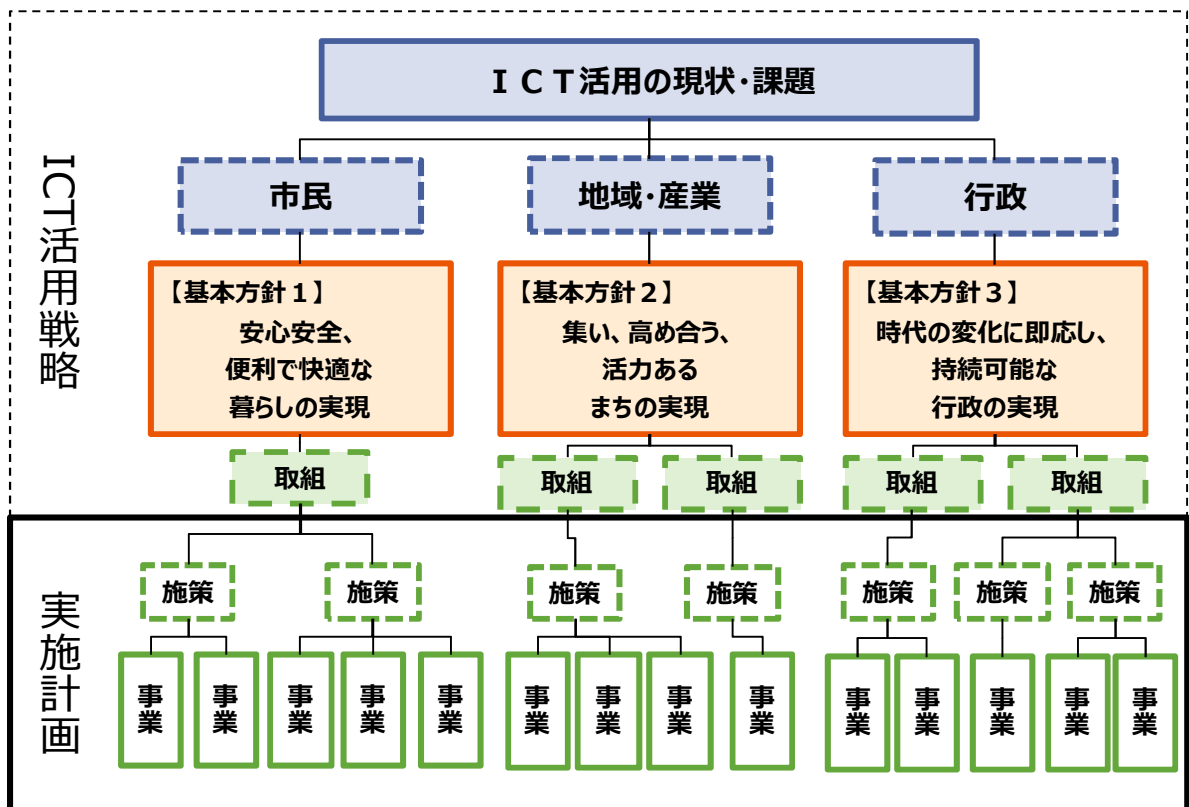 ICT活用戦略
ＩＣＴ活用の現状・課題
市民
地域・産業
行政
【基本方針１】
安心安全、
便利で快適な
暮らしの実現
【基本方針２】
集い、高め合う、
活力ある
まちの実現
【基本方針３】
時代の変化に即応し、
持続可能な
行政の実現
取組
取組
取組
取組
取組
実施計画
施策
施策
施策
施策
施策
施策
施策
事業
事業
事業
事業
事業
事業
事業
事業
事業
事業
事業
事業
事業
事業